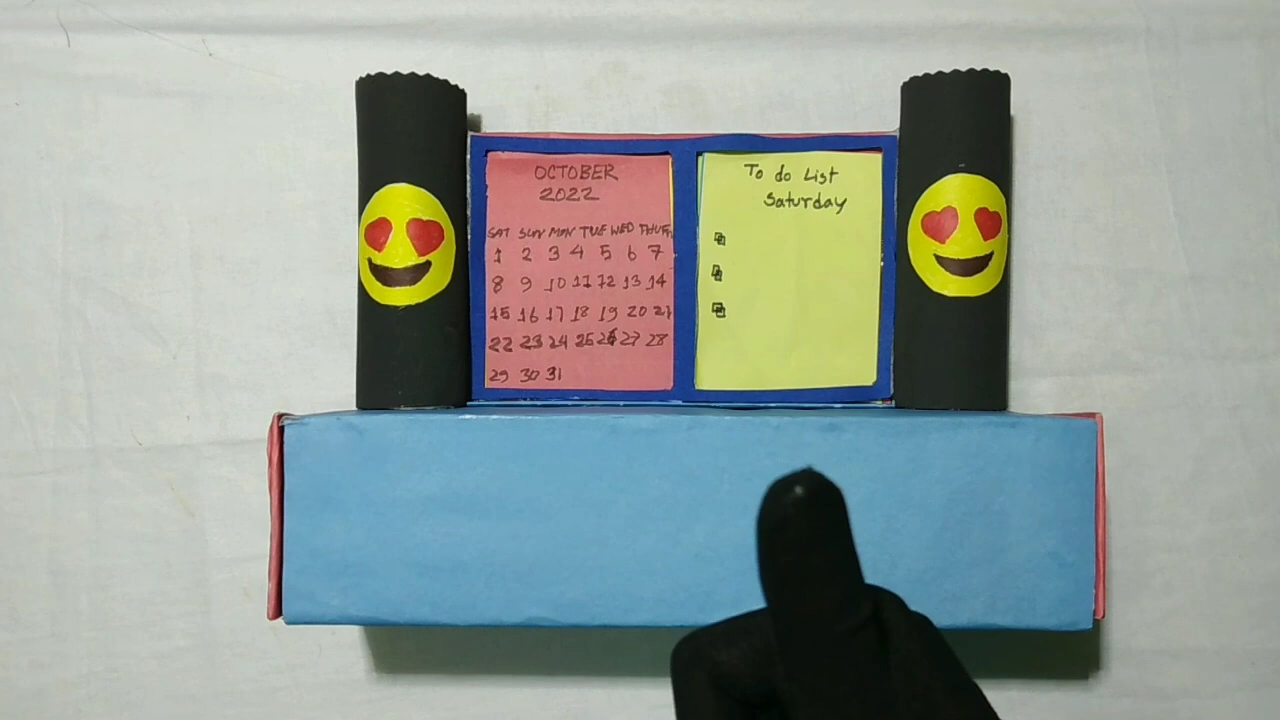 OCTOBER
2022
SAT SUN MON TUE WED THU FRI
1 2 3 4 5 6 7
8 9 10 11 12 13 14
15 16 17 18 19 20 21
22 23 24 25 26 27 28
29 30 31
To do List
Saturday